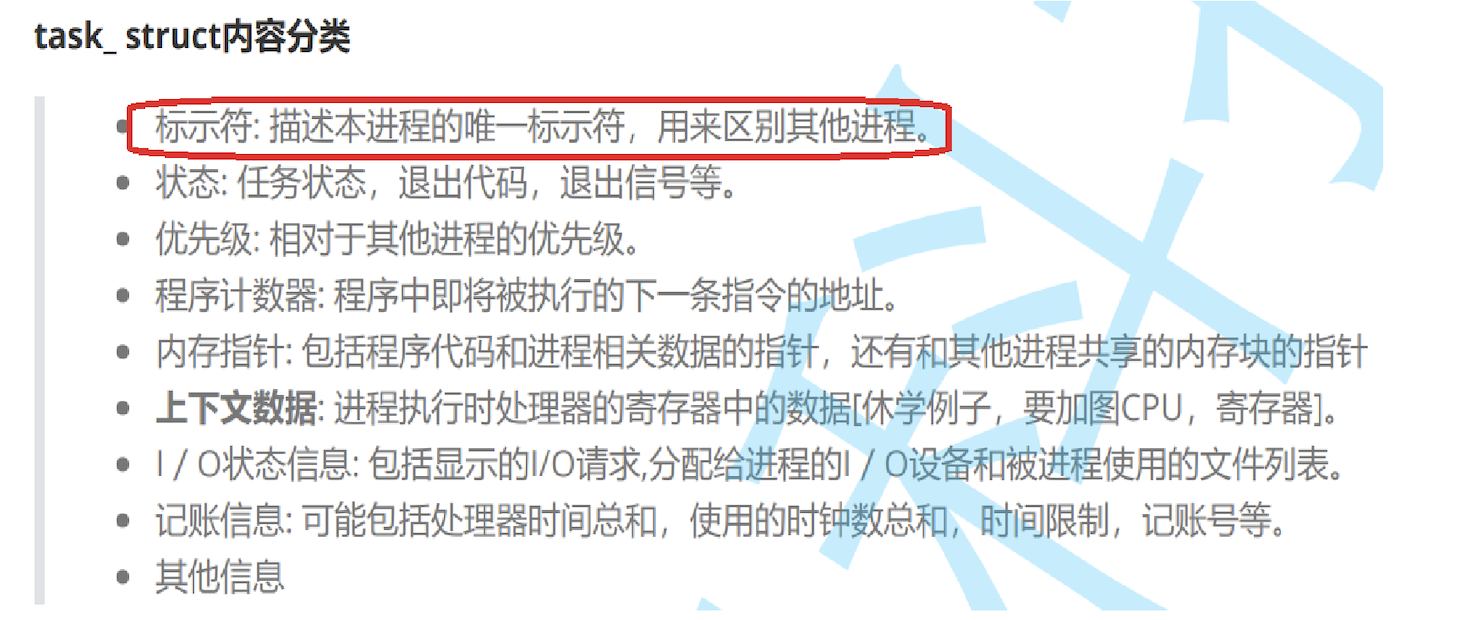 task_ struct内容分类
标示符: 描述本进程的唯一标示符，用来区别其他进程。
状态: 任务状态，退出代码，退出信号等。
优先级: 相对于其他进程的优先级。
程序计数器: 程序中即将被执行的下一条指令的地址。
内存指针: 包括程序代码和进程相关数据的指针，还有和其他进程共享的内存块的指针
上下文数据: 进程执行时处理器的寄存器中的数据[休学例子，要加图CPU，寄存器]。
I / O状态信息: 包括显示的I/O请求,分配给进程的I / O设备和被进程使用的文件列表。
记账信息: 可能包括处理器时间总和，使用的时钟数总和，时间限制，记账号等。
其他信息